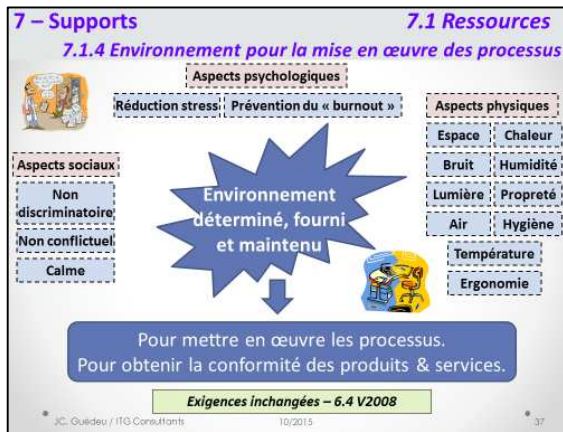 7 – Supports
7.1 Ressources
7.1.4 Environnement pour la mise en œuvre des processus
Aspects psychologiques
Réduction stress
Prévention du « burnout »
Aspects physiques
Espace
Chaleur
Bruit
Humidité
Lumière
Propreté
Air
Hygiène
Température
Ergonomie
Aspects sociaux
Non
discriminatoire
Non conflictuel
Calme
Environnement
déterminé, fourni
et maintenu
Pour mettre en œuvre les processus.
Pour obtenir la conformité des produits & services.
Exigences inchangées – 6.4 V2008
JC. Guédeu / ITG Consultants
10/2015
37